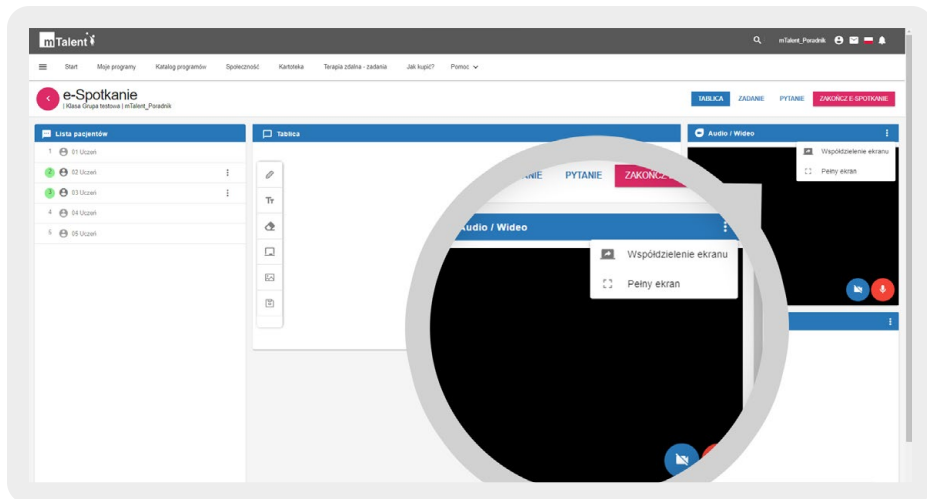 mTalent
mTalent_Poradnik
Start Moje programy Katalog programów Społeczność Kartoteka Terapia zdalna - zadania Jak kupić? Pomoc
e-Spotkanie
| Klasa Grupa testowa | mTalent_Poradnik
TABLICA ZADANIE PYTANIE ZAKOŃCZ E-SPOTKANIE
Lista pacjentów
1 01 Uczeń
2 02 Uczeń
3 03 Uczeń
4 04 Uczeń
5 05 Uczeń
Tablica
Tт
Audio / Wideo
Współdzielenie ekranu
Pełny ekran
PYTANIE
Audio / Wideo
Współdzielenie ekranu
Pełny ekran